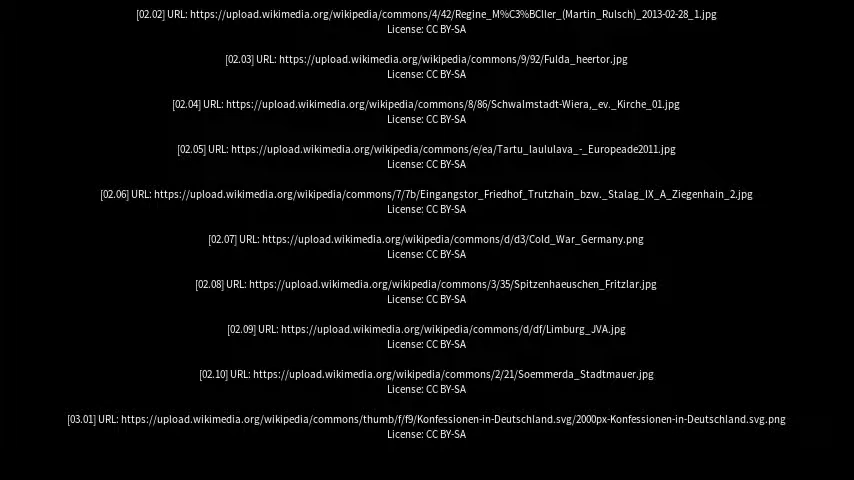 [02.02] URL: https://upload.wikimedia.org/wikipedia/commons/4/42/Regine_M%C3%BCller_(Martin_Rulsch)_2013-02-28_1.jpg
License: CC BY-SA
[02.03] URL: https://upload.wikimedia.org/wikipedia/commons/9/92/Fulda_heertor.jpg
License: CC BY-SA
[02.04] URL: https://upload.wikimedia.org/wikipedia/commons/8/86/Schwalmstadt-Wiera,_ev._Kirche_01.jpg
License: CC BY-SA
[02.05] URL: https://upload.wikimedia.org/wikipedia/commons/e/ea/Tartu_laululava_-_Europeade2011.jpg
License: CC BY-SA
[02.06] URL: https://upload.wikimedia.org/wikipedia/commons/7/7b/Eingangstor_Friedhof_Trutzhain_bzw._Stalag_IX_A_Ziegenhain_2.jpg
License: CC BY-SA
[02.07] URL: https://upload.wikimedia.org/wikipedia/commons/d/d3/Cold_War_Germany.png
License: CC BY-SA
[02.08] URL: https://upload.wikimedia.org/wikipedia/commons/3/35/Spitzenhaeuschen_Fritzlar.jpg
License: CC BY-SA
[02.09] URL: https://upload.wikimedia.org/wikipedia/commons/d/df/Limburg_JVA.jpg
License: CC BY-SA
[02.10] URL: https://upload.wikimedia.org/wikipedia/commons/2/21/Soemmerda_Stadtmauer.jpg
License: CC BY-SA
[03.01] URL: https://upload.wikimedia.org/wikipedia/commons/thumb/f/f9/Konfessionen-in-Deutschland.svg/2000px-Konfessionen-in-Deutschland.svg.png
License: CC BY-SA